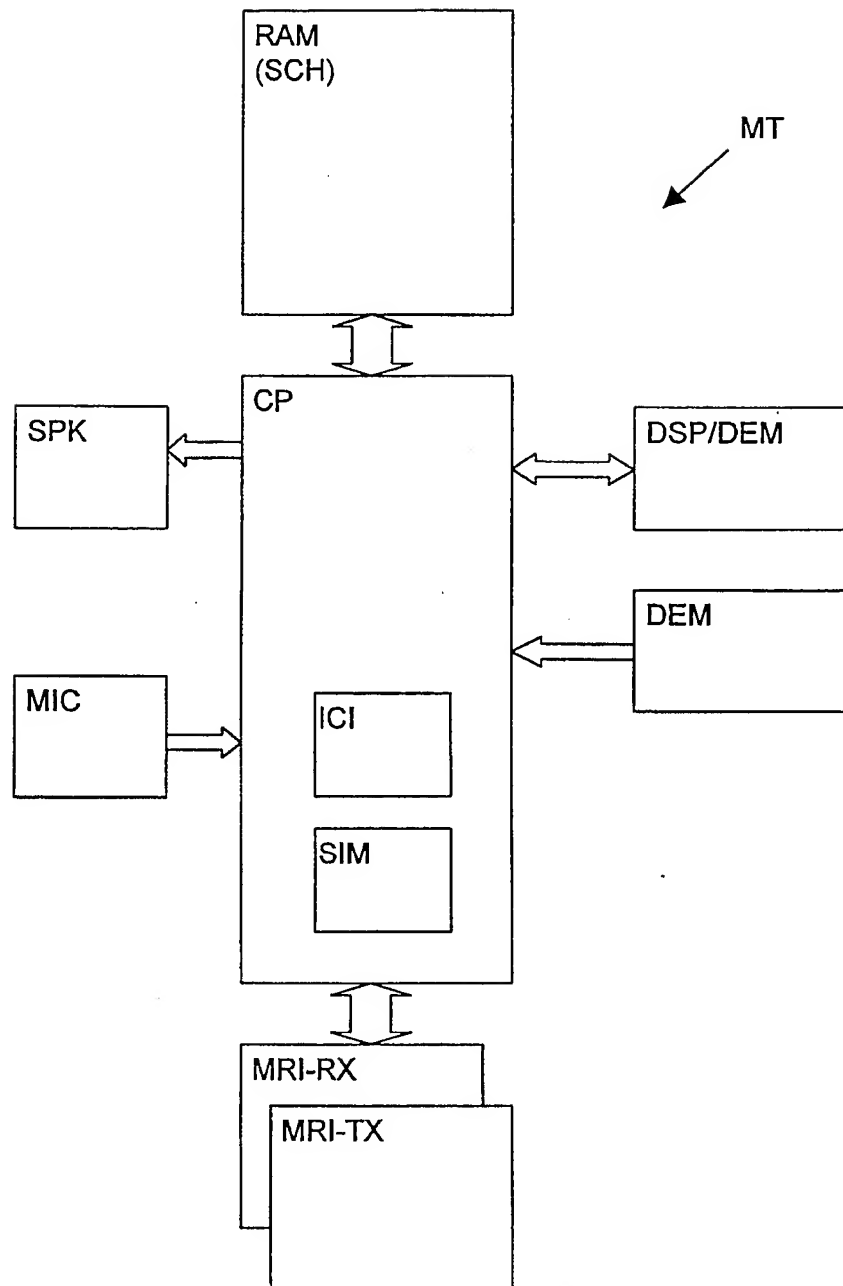 RAM
(SCH)
MT
CP
SPK
DSP/DEM
DEM
MIC
ICI
SIM
MRI-RX
MRI-TX